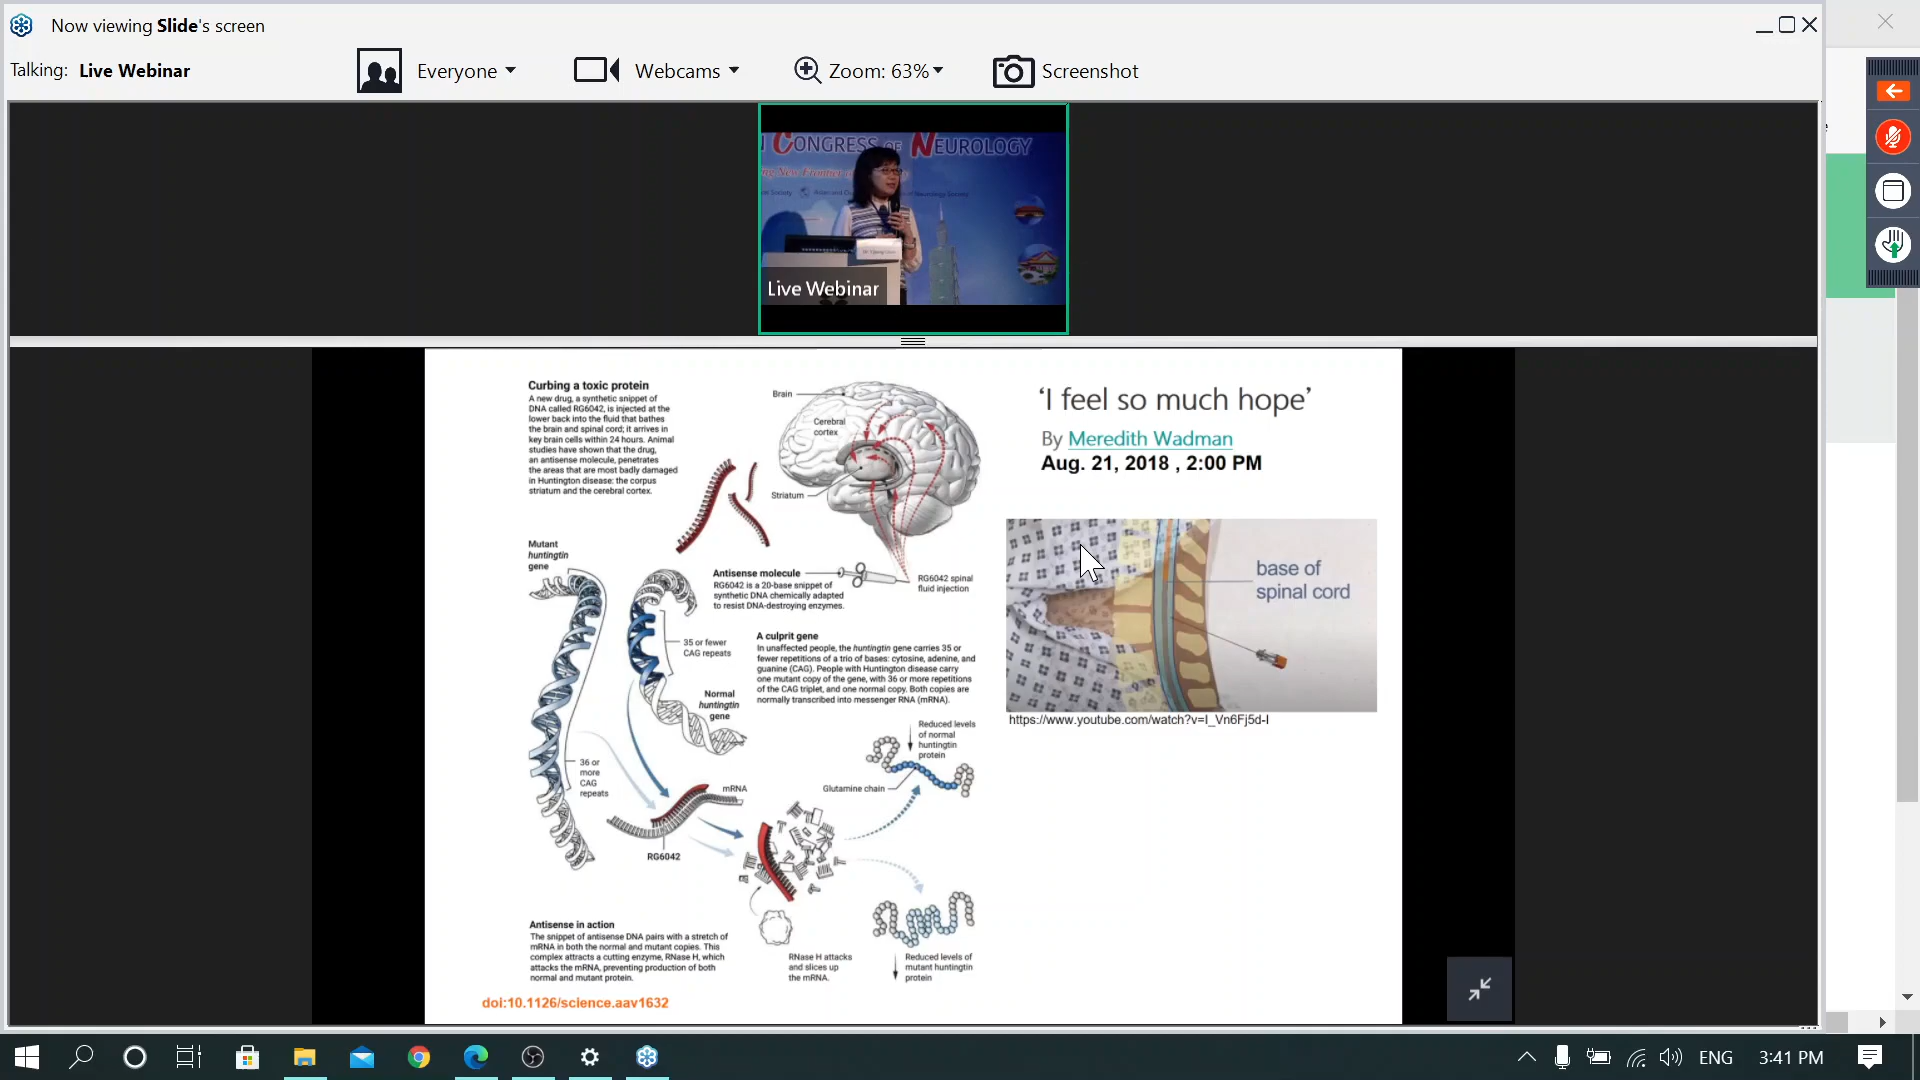 Now viewing Slide's screen
Talking: Live Webinar
Everyone
Webcams
Zoom: 63%
Screenshot
CONGRESS OF NEUROLOGY
Live Webinar
Curbing a toxic protein
A new drug, a synthetic snippet of
DNA called RG6042, is injected at the
lower back into the fluid that bathes
the brain and spinal cord; it arrives in
key brain cells within 24 hours. Animal
studies have shown that the drug,
an antisense molecule, penetrates
the areas that are most badly damaged
in Huntington disease: the corpus
striatum and the cerebral cortex.
Brain
Cerebral
cortex
Striatum
'I feel so much hope'
By Meredith Wadman
Aug. 21, 2018 , 2:00 PM
Mutant
huntingtin
gene
Antisense molecule
RG6042 is a 20-base snippet of
synthetic DNA chemically adapted
to resist DNA-destroying enzymes.
RG6042 spinal
fluid injection
base of
spinal cord
35 or fewer
CAG repeats
A culprit gene
In unaffected people, the huntingtin gene carries 35 or
fewer repetitions of a trio of bases: cytosine, adenine, and
guanine (CAG). People with Huntington disease carry
one mutant copy of the gene, with 36 or more repetitions
of the CAG triplet, and one normal copy. Both copies are
normally transcribed into messenger RNA (mRNA).
Normal
huntingtin
gene
https://www.youtube.com/watch?v=I_Vn6Fj5d-I
Reduced levels
of normal
huntingtin
protein
36 or
more
CAG
repeats
mRNA
Glutamine chain
RG6042
Antisense in action
The snippet of antisense DNA pairs with a stretch of
mRNA in both the normal and mutant copies. This
complex attracts a cutting enzyme, RNase H, which
attacks the mRNA, preventing production of both
normal and mutant protein.
RNase H attacks
and slices up
the mRNA.
Reduced levels of
mutant huntingtin
protein
doi:10.1126/science.aav1632
ENG
3:41 PM